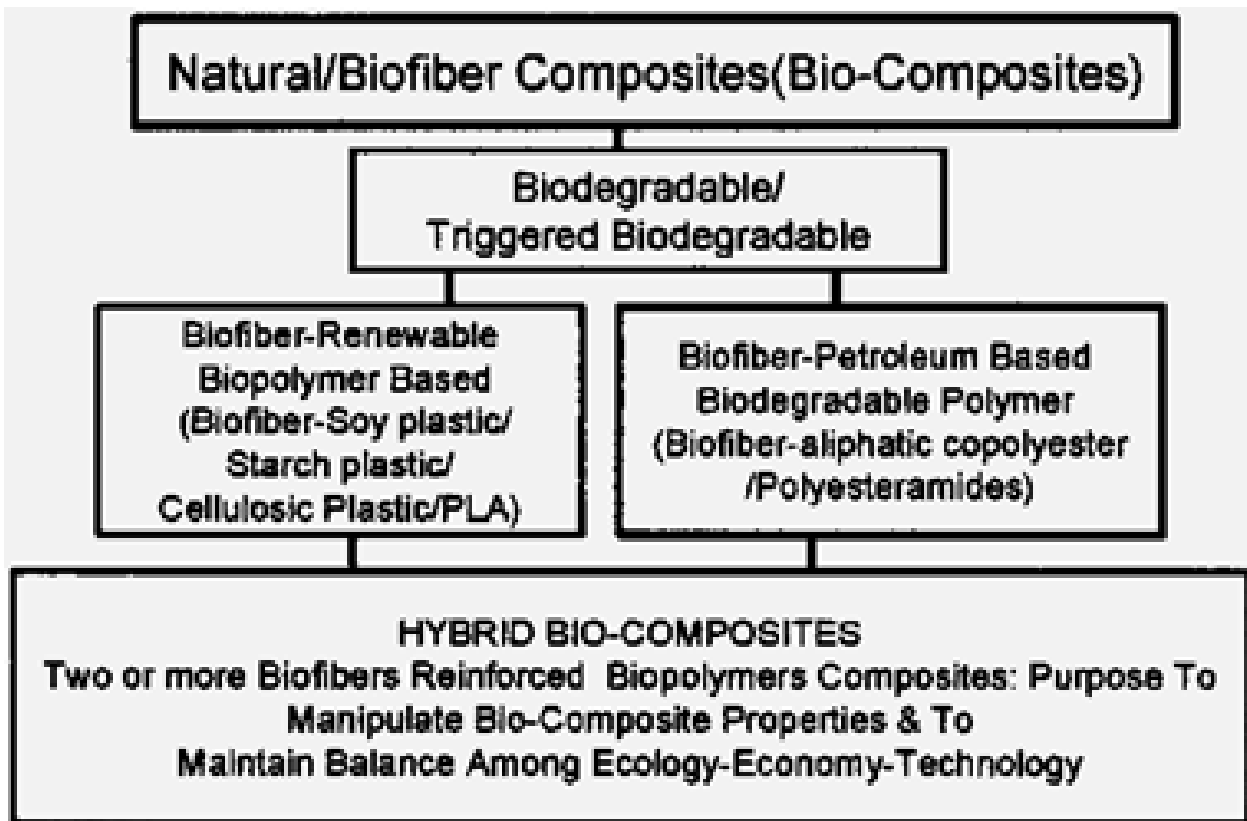 Natural/Biofiber Composites(Bio-Composites)
Biodegradable/
Triggered Biodegradable
Biofiber-Renewable
Biopolymer Based
(Biofiber-Soy plastic/
Starch plastic/
Cellulosic Plastic/PLA)
Biofiber-Petroleum Based
Biodegradable Polymer
(Biofiber-aliphatic copolyester
/Polyesteramides)
HYBRID BIO-COMPOSITES
Two or more Biofibers Reinforced Biopolymers Composites: Purpose To
Manipulate Bio-Composite Properties & To
Maintain Balance Among Ecology-Economy-Technology